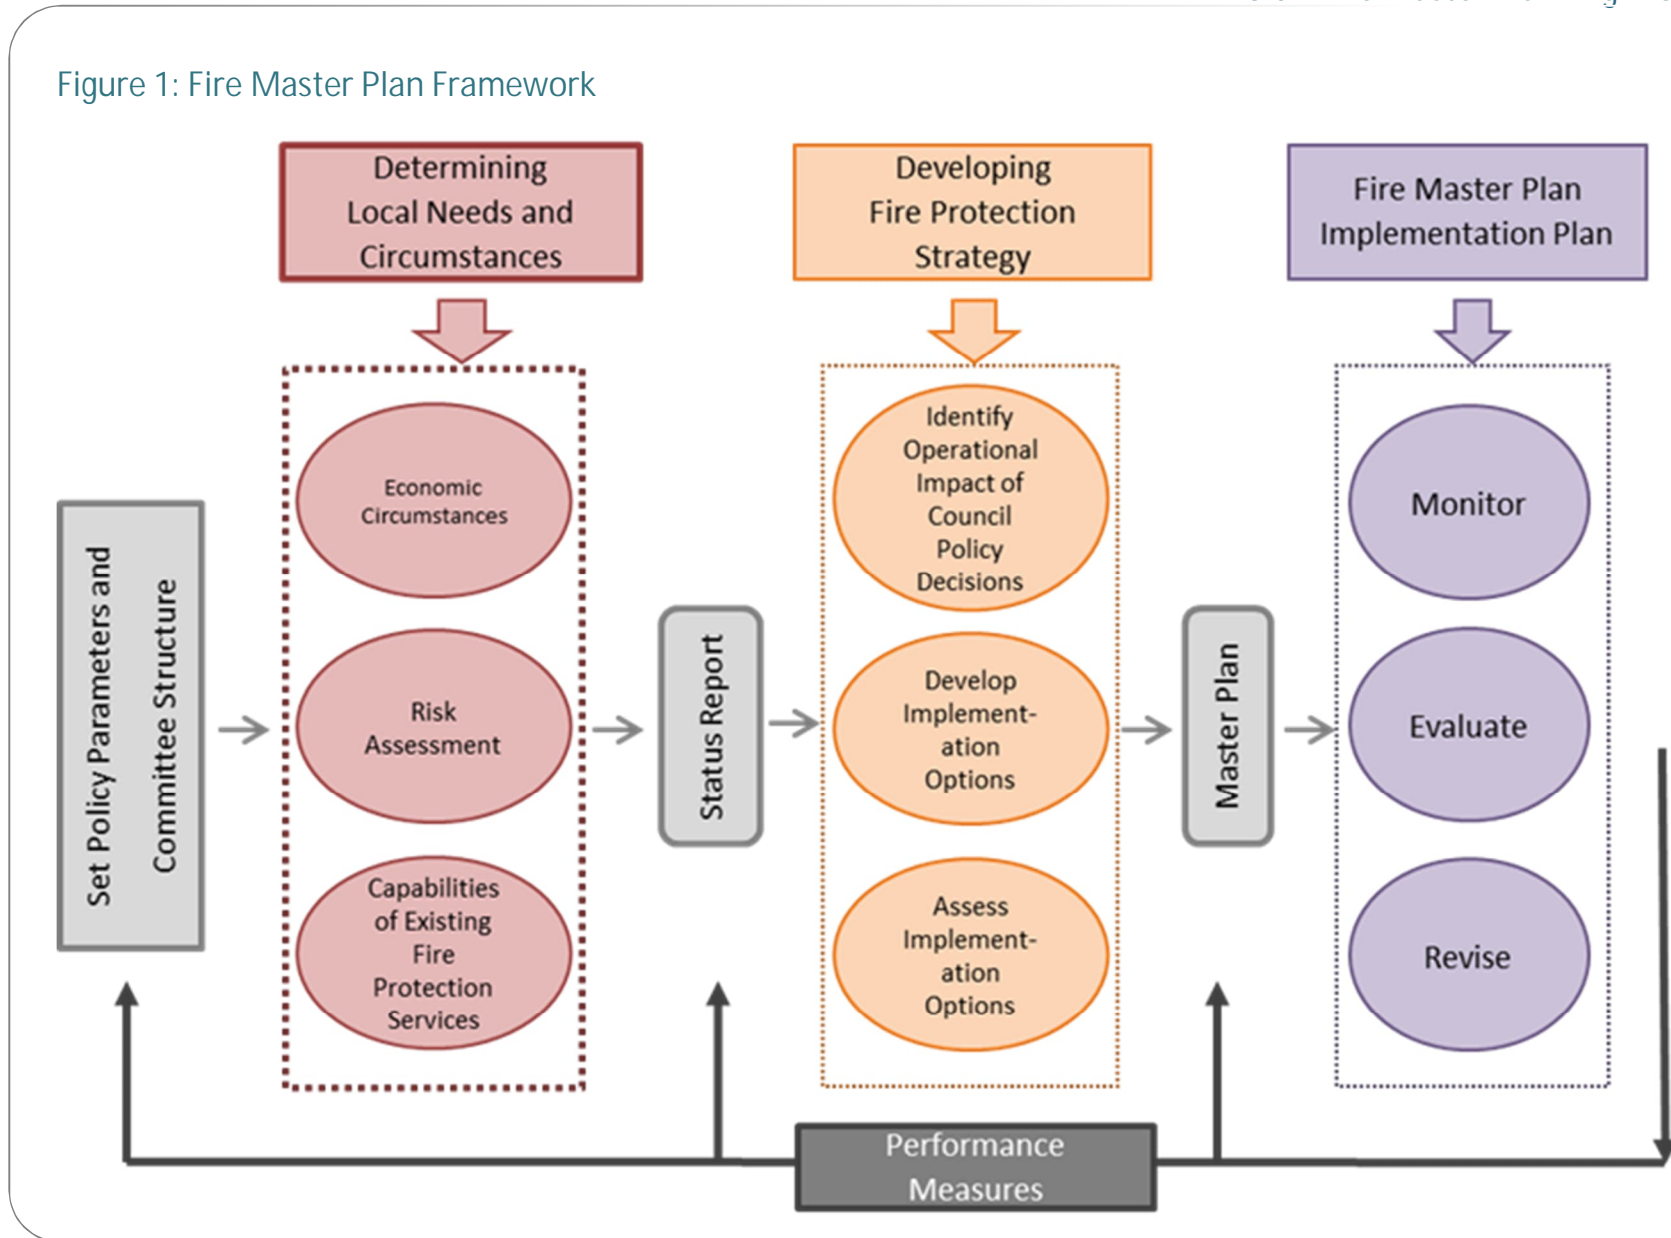 Figure 1: Fire Master Plan Framework
Determining
Local Needs and
Circumstances
Developing
Fire Protection
Strategy
Fire Master Plan
Implementation Plan
Set Policy Parameters and
Committee Structure
Economic
Circumstances
Risk
Assessment
Capabilities
of Existing
Fire
Protection
Services
Status Report
Identify
Operational
Impact of
Council
Policy
Decisions
Develop
Implement-
ation
Options
Assess
Implement-
ation
Options
Master Plan
Monitor
Evaluate
Revise
Performance
Measures